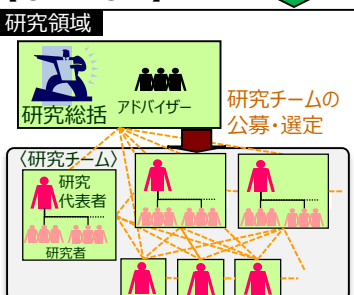 研究領域
研究総括
アドバイザー
研究チームの
公募・選定
〈研究チーム〉
研究
代表者
研究者